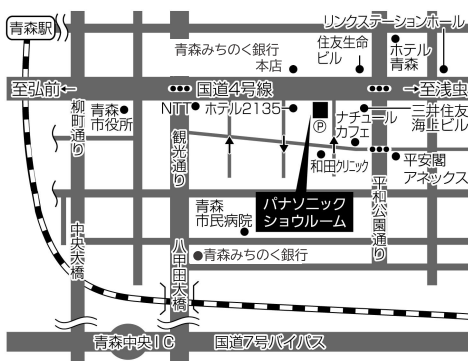 青森駅
リンクステーションホール
青森みちのく銀行
本店
住友生命
ビル
ホテル
青森
至弘前←
国道4号線
→至浅虫
柳町通り
青森
市役所
NTT
ホテル2135
P
ナチュール
カフェ
三井住友
海上ビル
観光通り
和田クリニック
平安閣
アネックス
平和公園通り
パナソニック
ショウルーム
青森
市民病院
中央大橋
八甲田大橋
青森みちのく銀行
青森中央IC
国道7号バイパス